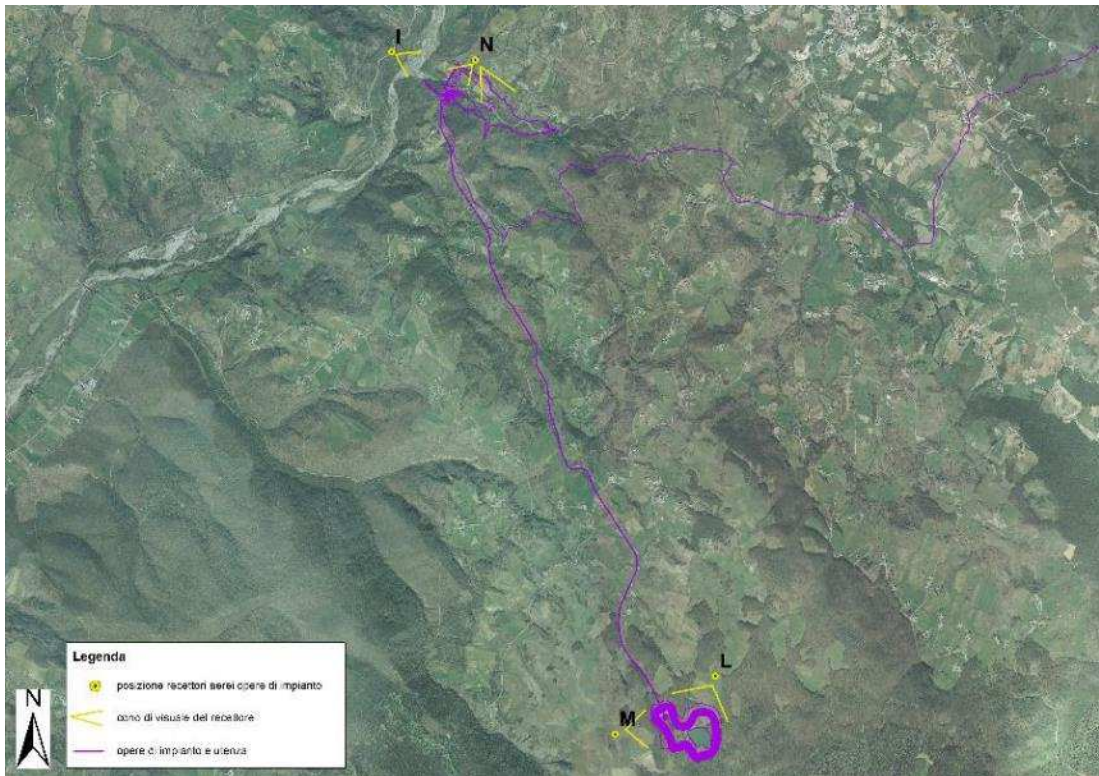 I
N
L
M
Legenda
posizione recettori aerei opere di impianto
cono di visuale del recettore
opere di impianto e utenza
N